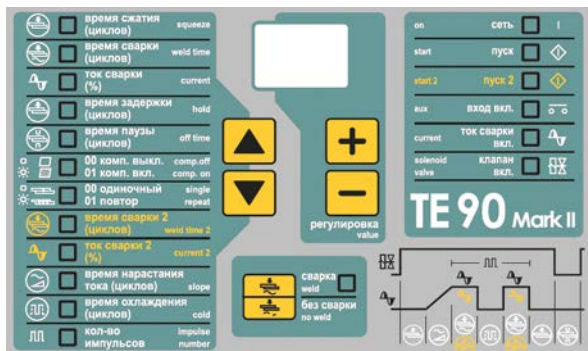 время сжатия
(циклов) squeeze
время сварки
(циклов) weld time
ток сварки
(%) current
время задержки
(циклов) hold
время паузы
(циклов) off time
00 комп. выкл. comp.off
01 комп. вкл. comp. on
00 одиночный single
01 повтор repeat
время сварки 2
(циклов) weld time 2
ток сварки 2
(%) current 2
время нарастания
тока (циклов) slope
время охлаждения
(циклов) cold
кол-во impulse
импульсов number
регулировка
value
сварка
weld
без сварки
no weld
on сеть I
start пуск
start 2 пуск 2
aux вход вкл.
current ток сварки
вкл.
solenoid клапан
valve вкл.
TE 90 Mark II